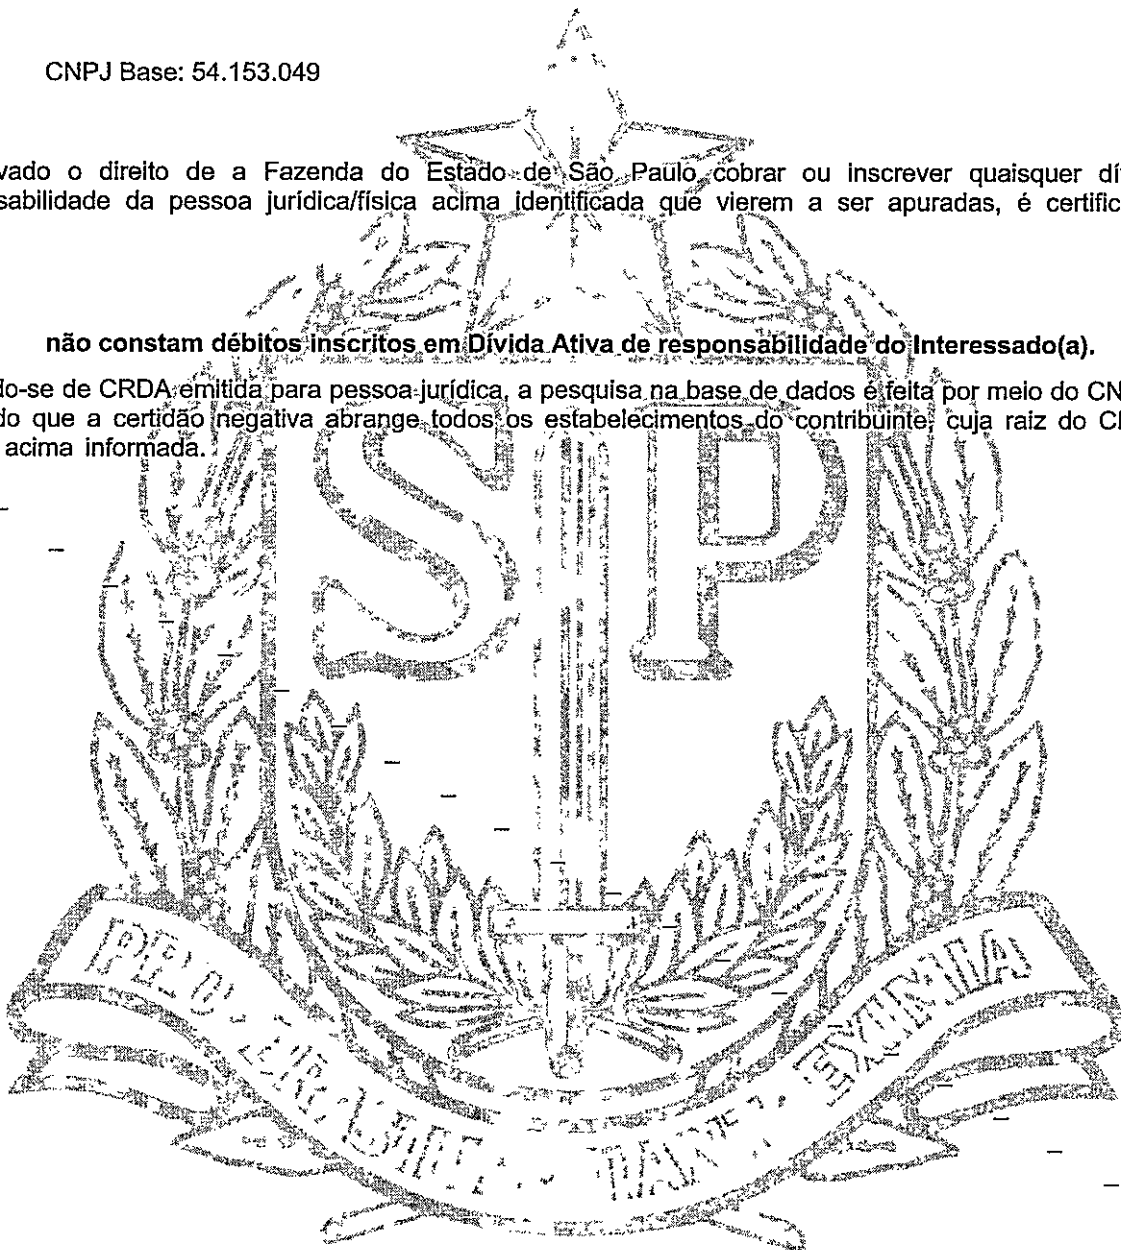 CNPJ Base: 54.153.049
vado o direito de a Fazenda do Estado de São Paulo cobrar ou inscrever quaisquer dí
sabilidade da pessoa jurídica/física acima identificada que vierem a ser apuradas, é certific
não constam débitos inscritos em Dívida Ativa de responsabilidade do Interessado(a).
do-se de CRDA emitida para pessoa jurídica, a pesquisa na base de dados é feita por meio do CN
do que a certidão negativa abrange todos os estabelecimentos do contribuinte, cuja raiz do C
acima informada.
S P
EXIMIA